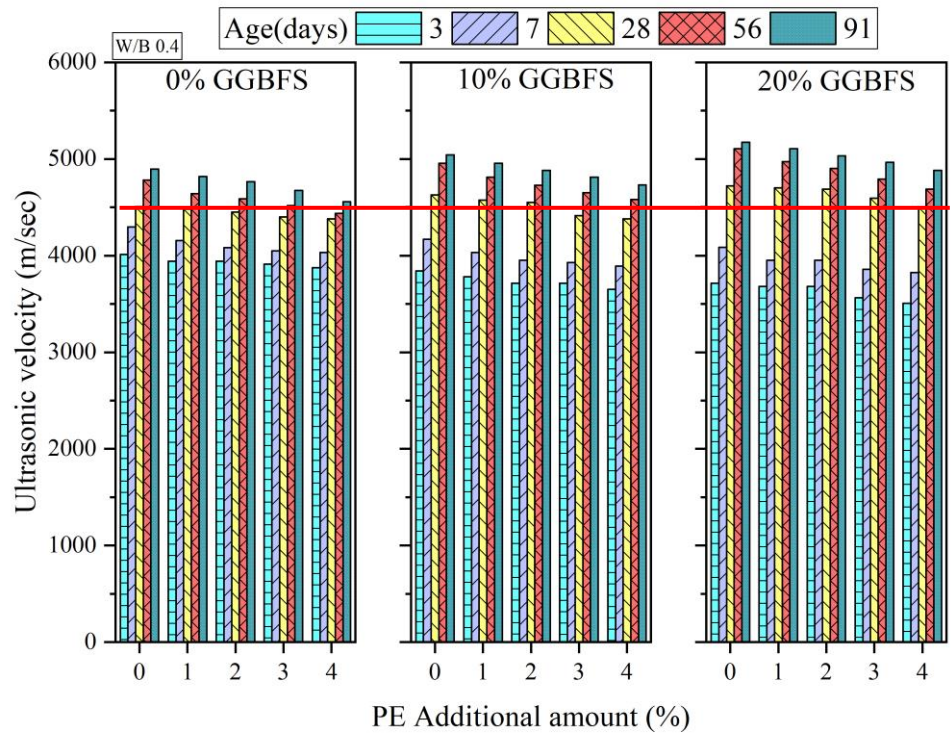 Age(days) 3 7 28 56 91
W/B 0.4
6000
5000
4000
3000
2000
1000
0
Ultrasonic velocity (m/sec)
0% GGBFS
10% GGBFS
20% GGBFS
0 1 2 3 4
0 1 2 3 4
0 1 2 3 4
PE Additional amount (%)